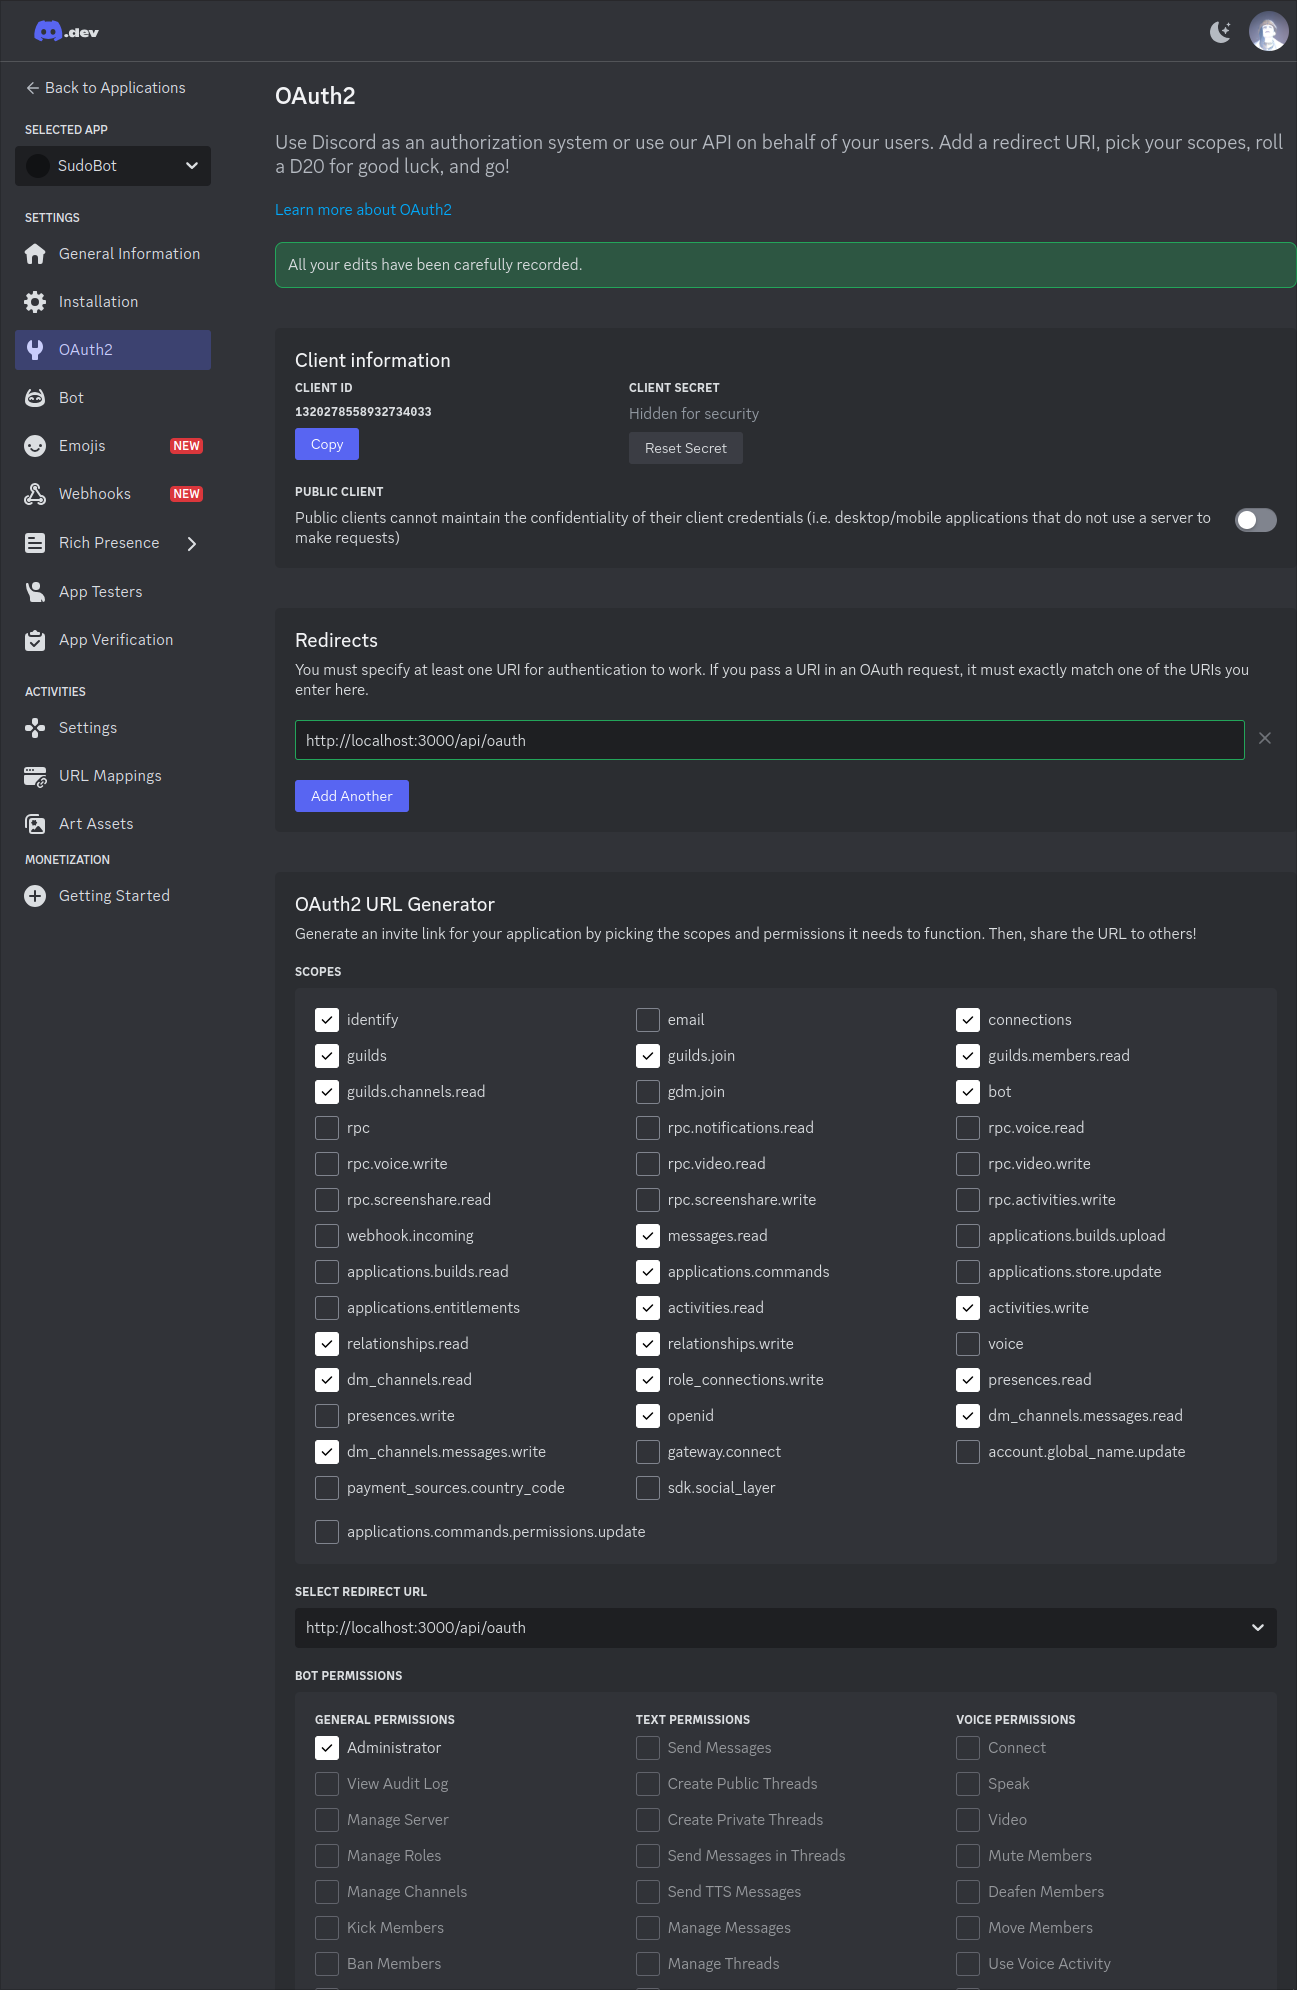 .dev
Back to Applications
SELECTED APP
SudoBot
SETTINGS
General Information
Installation
OAuth2
Bot
Emojis NEW
Webhooks NEW
Rich Presence
App Testers
App Verification
ACTIVITIES
Settings
URL Mappings
Art Assets
MONETIZATION
Getting Started
OAuth2
Use Discord as an authorization system or use our API on behalf of your users. Add a redirect URI, pick your scopes, roll
a D20 for good luck, and go!
Learn more about OAuth2
All your edits have been carefully recorded.
Client information
CLIENT ID
1320278558932734033
Copy
CLIENT SECRET
Hidden for security
Reset Secret
PUBLIC CLIENT
Public clients cannot maintain the confidentiality of their client credentials (i.e. desktop/mobile applications that do not use a server to
make requests)
Redirects
You must specify at least one URI for authentication to work. If you pass a URI in an OAuth request, it must exactly match one of the URIs you
enter here.
http://localhost:3000/api/oauth
Add Another
OAuth2 URL Generator
Generate an invite link for your application by picking the scopes and permissions it needs to function. Then, share the URL to others!
SCOPES
identify email connections
guilds guilds.join guilds.members.read
guilds.channels.read gdm.join bot
rpc rpc.notifications.read rpc.voice.read
rpc.voice.write rpc.video.read rpc.video.write
rpc.screenshare.read rpc.screenshare.write rpc.activities.write
webhook.incoming messages.read applications.builds.upload
applications.builds.read applications.commands applications.store.update
applications.entitlements activities.read activities.write
relationships.read relationships.write voice
dm_channels.read role_connections.write presences.read
presences.write openid dm_channels.messages.read
dm_channels.messages.write gateway.connect account.global_name.update
payment_sources.country_code sdk.social_layer
applications.commands.permissions.update
SELECT REDIRECT URL
http://localhost:3000/api/oauth
BOT PERMISSIONS
GENERAL PERMISSIONS TEXT PERMISSIONS VOICE PERMISSIONS
Administrator Send Messages Connect
View Audit Log Create Public Threads Speak
Manage Server Create Private Threads Video
Manage Roles Send Messages in Threads Mute Members
Manage Channels Send TTS Messages Deafen Members
Kick Members Manage Messages Move Members
Ban Members Manage Threads Use Voice Activity